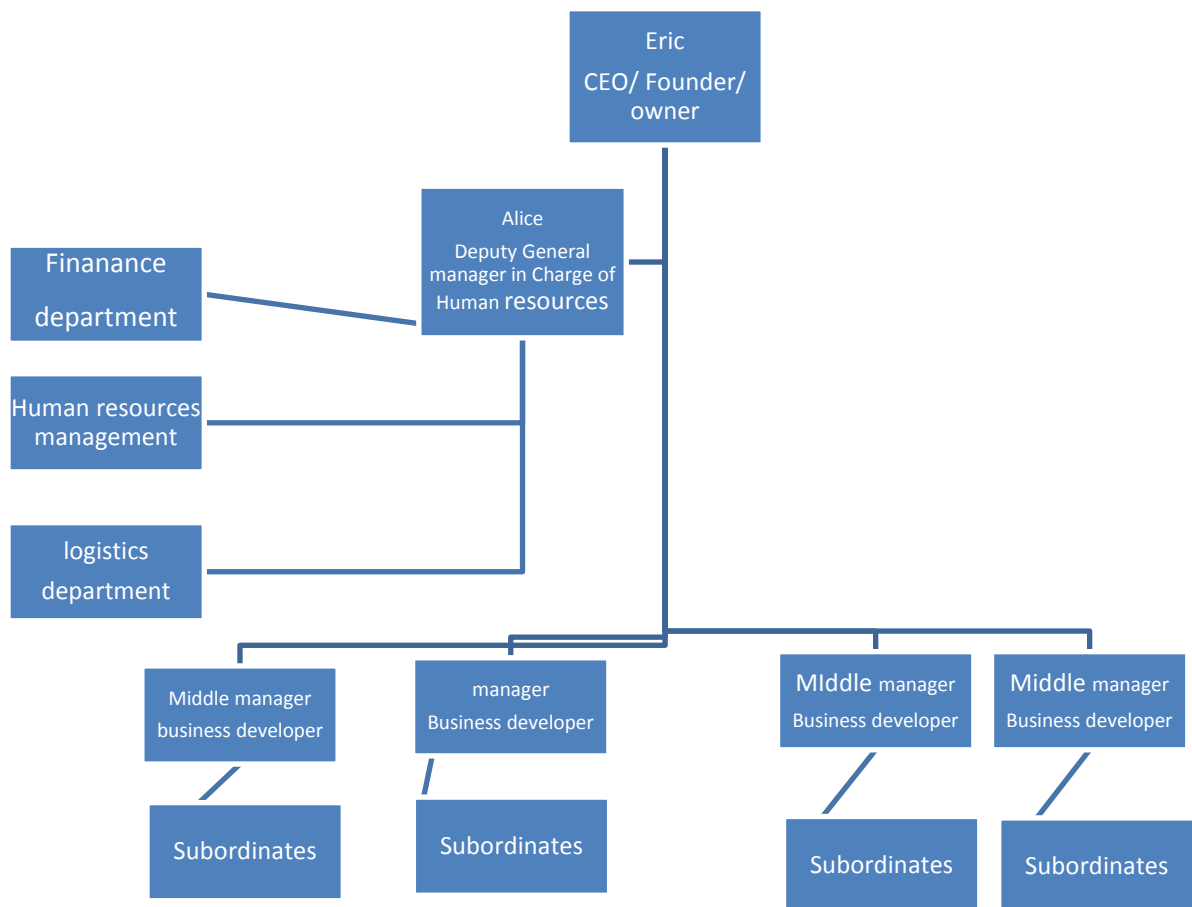 Eric
CEO/ Founder/
owner
Alice
Deputy General
manager in Charge of
Human resources
Finanance
department
Human resources
management
logistics
department
Middle manager
business developer
manager
Business developer
MIddle manager
Business developer
Middle manager
Business developer
Subordinates
Subordinates
Subordinates
Subordinates